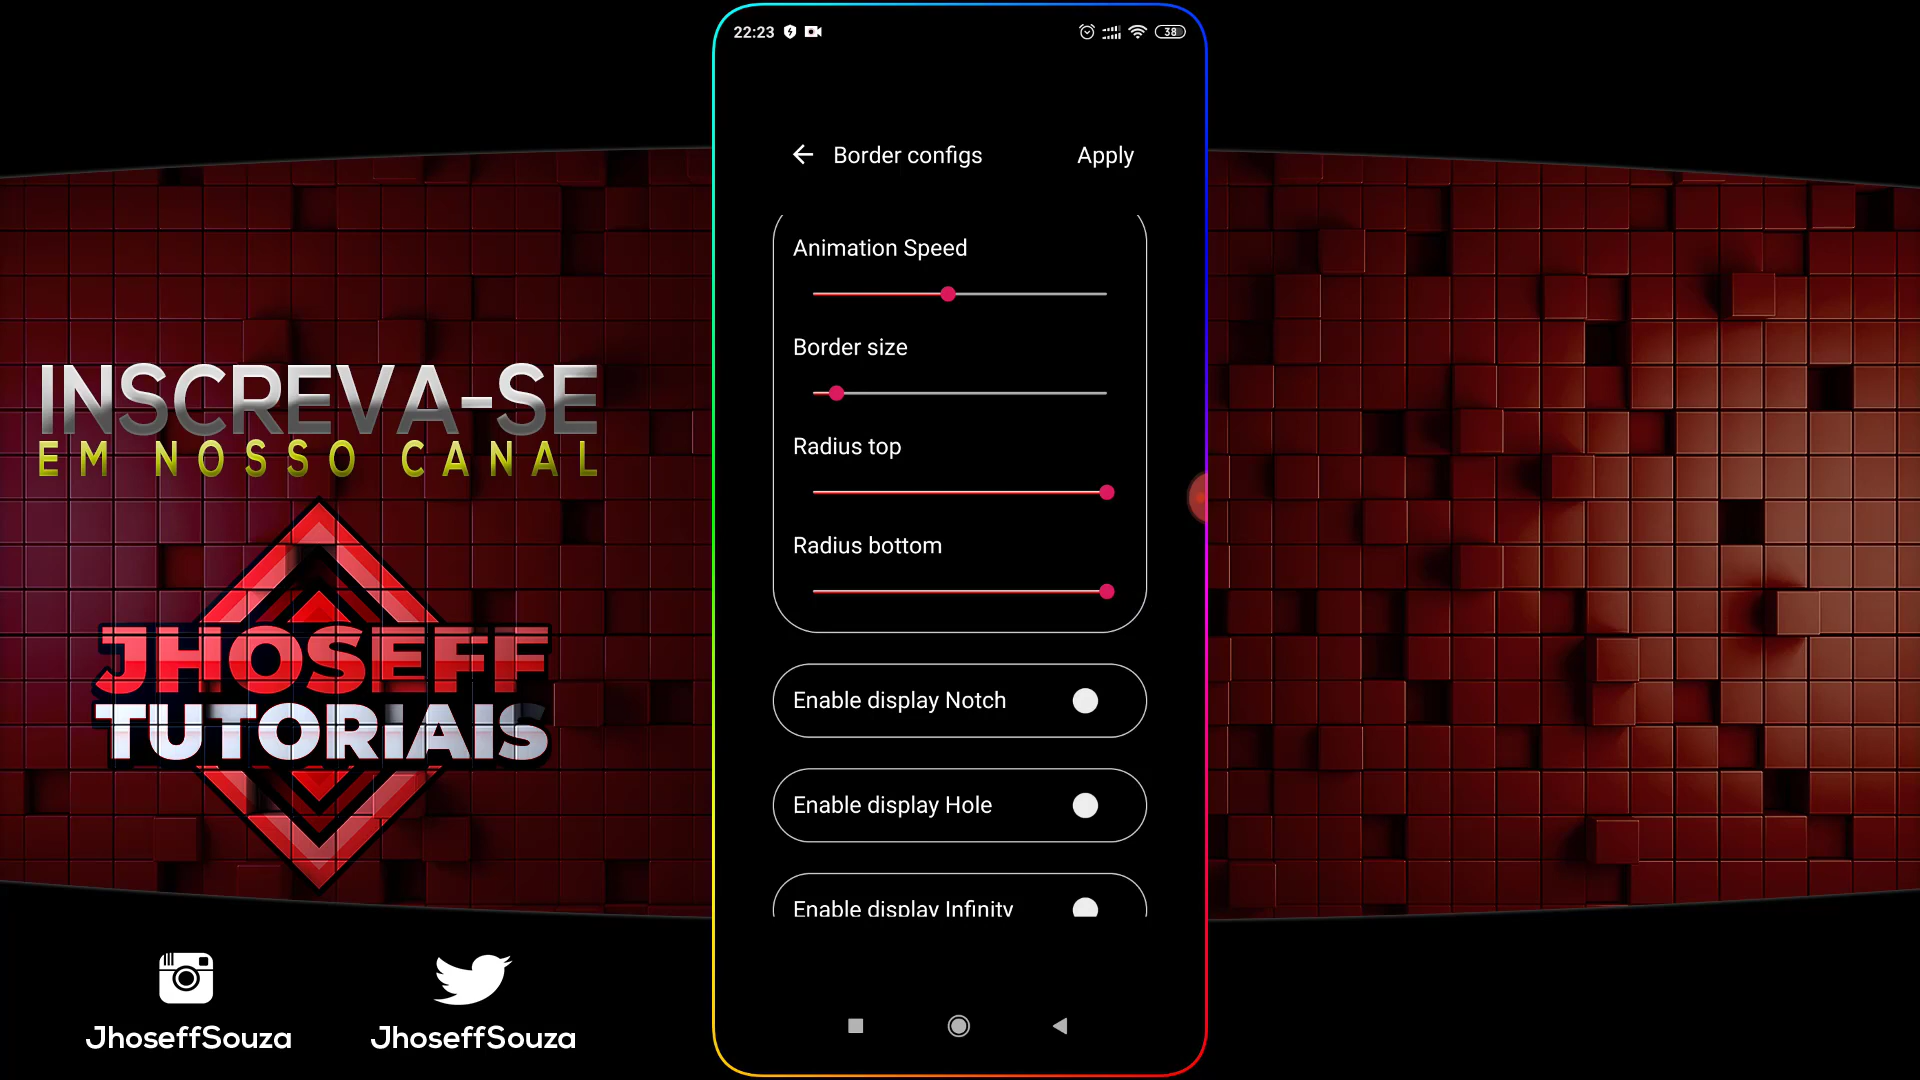 22:23
38
Border configs
Apply
Animation Speed
Border size
Radius top
Radius bottom
Enable display Notch
Enable display Hole
Enable display Infinity
INSCREVA-SE
EM NOSSO CANAL
JHOSEFF
TUTORIAIS
JhoseffSouza
JhoseffSouza